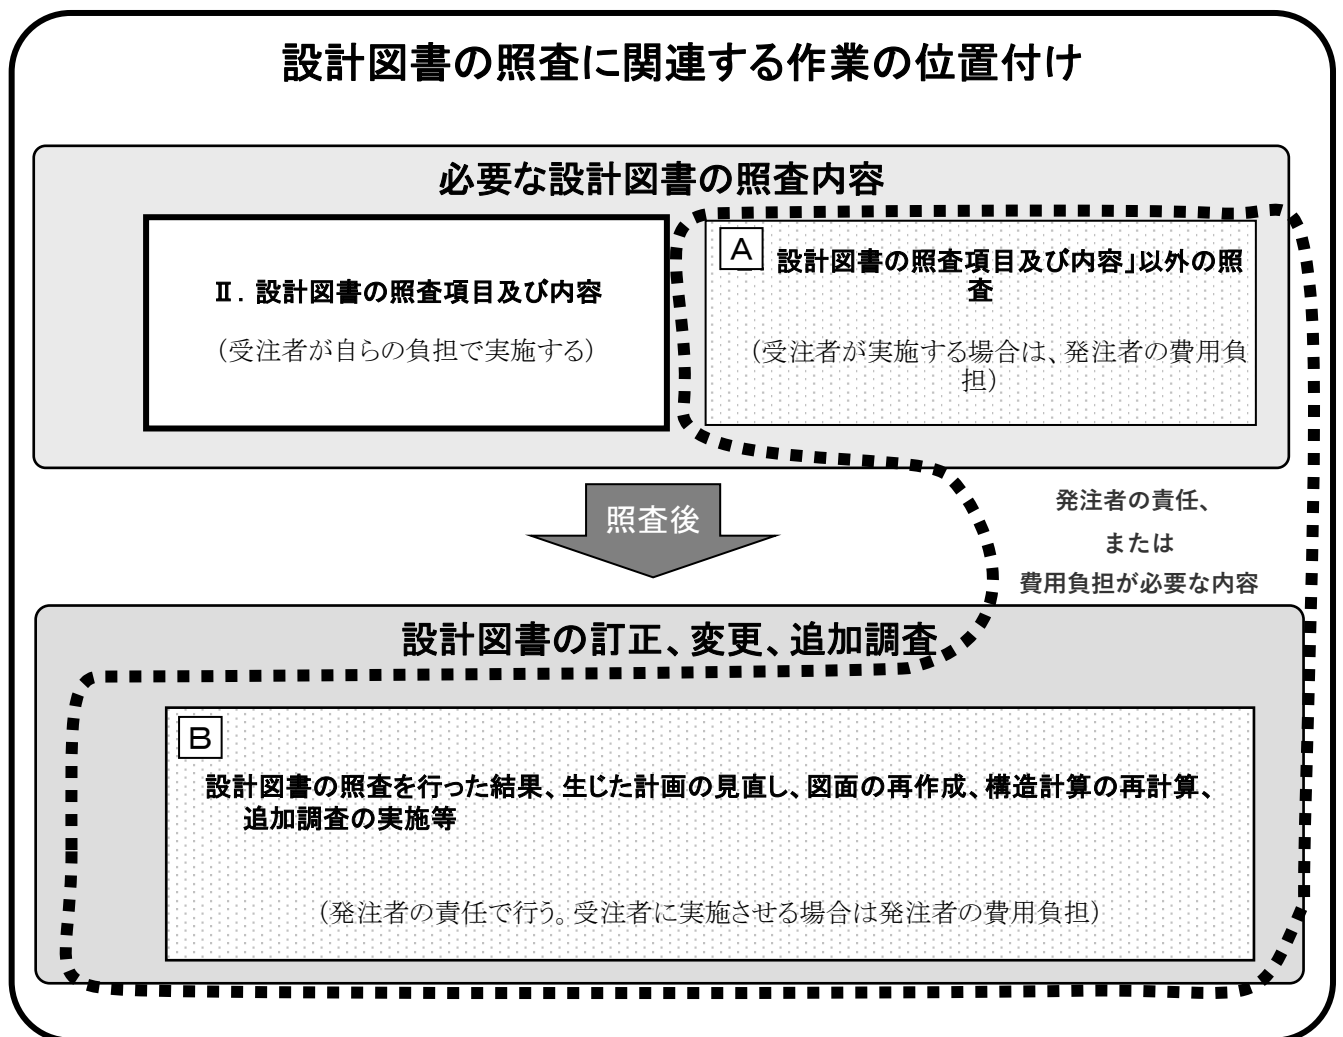 設計図書の照査に関連する作業の位置付け
必要な設計図書の照査内容
Ⅱ．設計図書の照査項目及び内容
（受注者が自らの負担で実施する）
A
設計図書の照査項目及び内容」以外の照
査
（受注者が実施する場合は、発注者の費用負
担）
照査後
発注者の責任、
または
費用負担が必要な内容
設計図書の訂正、変更、追加調査
B
設計図書の照査を行った結果、生じた計画の見直し、図面の再作成、構造計算の再計算、
追加調査の実施等
（発注者の責任で行う。受注者に実施させる場合は発注者の費用負担）